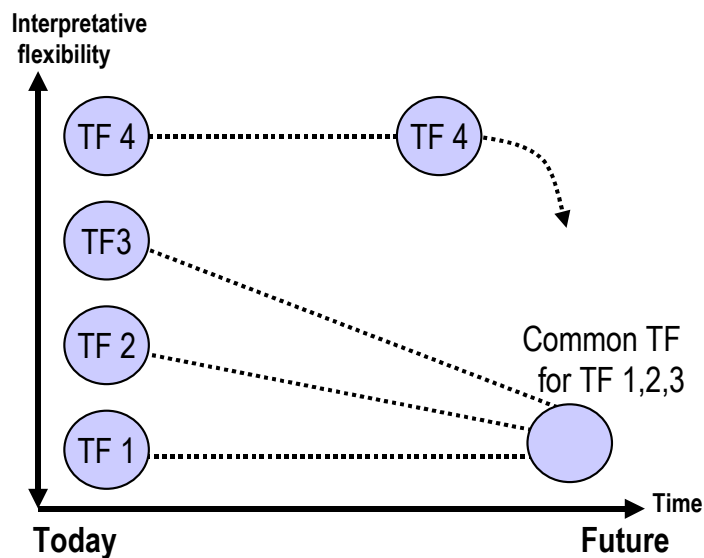 Interpretative
flexibility
TF 4
TF 4
TF3
TF 2
Common TF
for TF 1,2,3
TF 1
Time
Today
Future